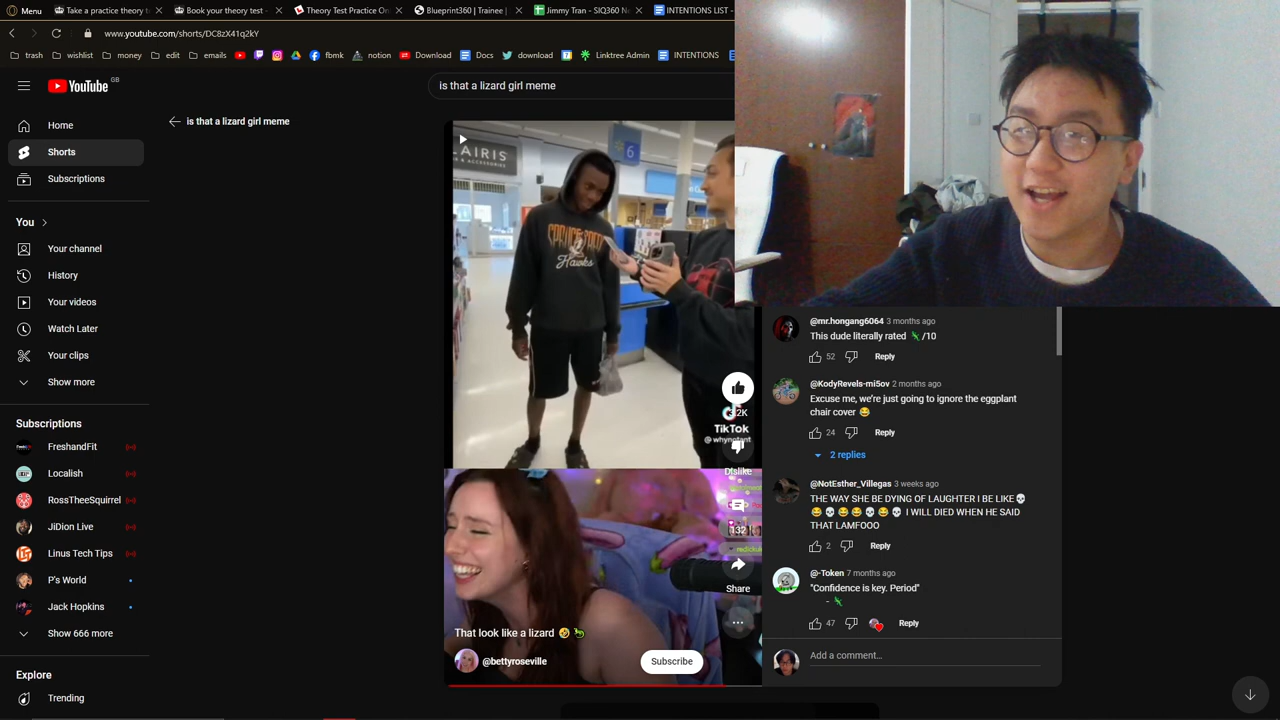 Menu
Take a practice theory t
Book your theory test -
Theory Test Practice On
Blueprint360 | Trainee |
Jimmy Tran - SIQ360 N
INTENTIONS LIST -
www.youtube.com/shorts/DC8zX41q2kY
trash
wishlist
money
edit
emails
fbmk
notion
Download
Docs
download
Linktree Admin
INTENTIONS
YouTube GB
is that a lizard girl meme
is that a lizard girl meme
Home
Shorts
Subscriptions
You
Your channel
History
Your videos
Watch Later
Your clips
Show more
Subscriptions
FreshandFit
Localish
RossTheeSurgirl
JiDion Live
Linus Tech Tips
P's World
Jack Hopkins
Show 666 more
Explore
Trending
LAIRIS
& ACCESSORIES
6
Hawks
3.2K
TikTok
Dislike
132
Share
That look like a lizard 🤣 🦎
@bettyroseville
Subscribe
@mr.hongang6064 3 months ago
This dude literally rated 🦎/10
52 Reply
@KodyRevels-mi5ov 2 months ago
Excuse me, we're just going to ignore the eggplant
chair cover 😂
24 Reply
2 replies
@NotEsther_Villegas 3 weeks ago
THE WAY SHE BE DYING OF LAUGHTER I BE LIKE💀
😂💀😂😂💀😂💀 I WILL DIED WHEN HE SAID
THAT LAMFOOO
2 Reply
@-Token 7 months ago
"Confidence is key. Period"
- 🦎
47 Reply
Add a comment...